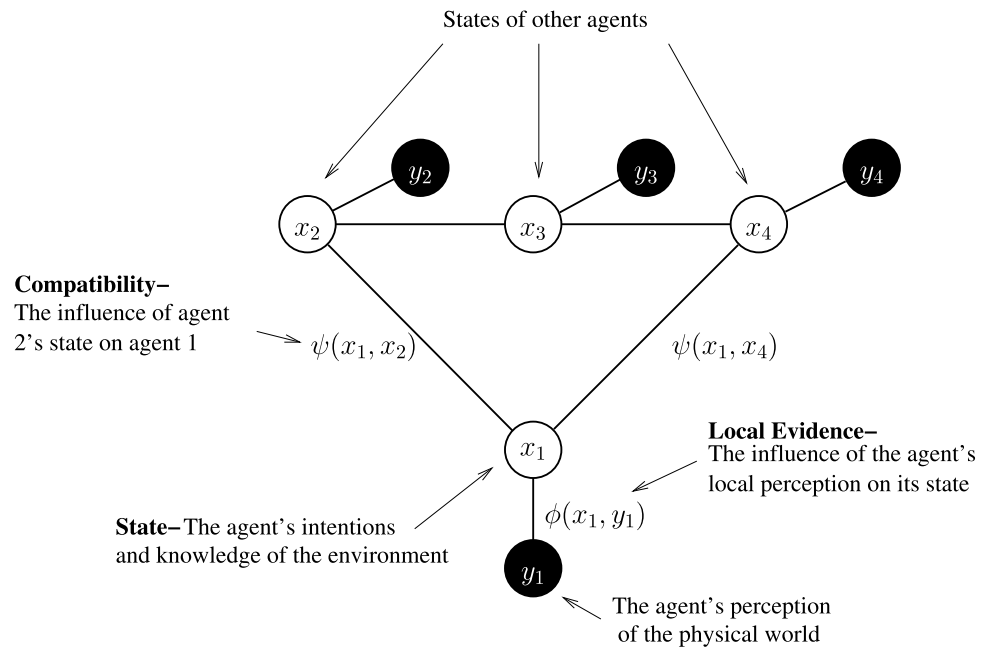 States of other agents
y₂
y₃
y₄
x₂
x₃
x₄
Compatibility–
The influence of agent
2's state on agent 1
ψ(x₁, x₂)
ψ(x₁, x₄)
x₁
Local Evidence–
The influence of the agent's
local perception on its state
State–The agent's intentions
and knowledge of the environment
ϕ(x₁, y₁)
y₁
The agent's perception
of the physical world